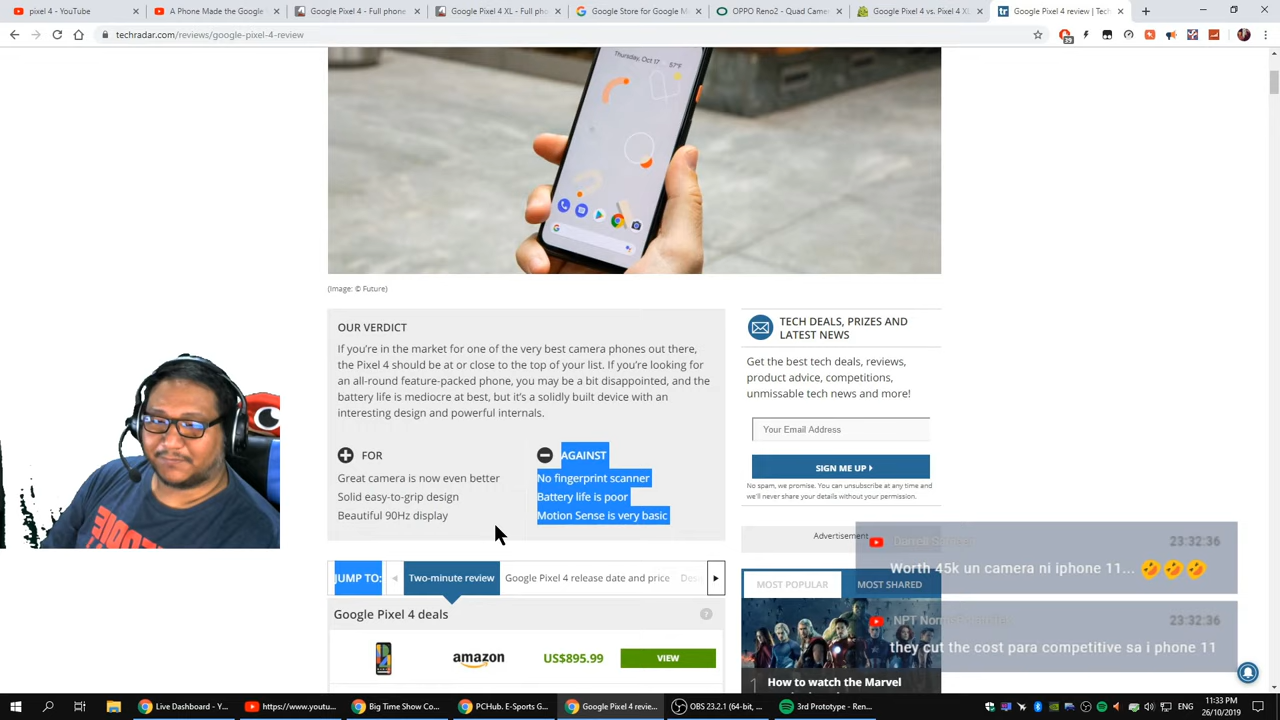 pixel 4 - YouTube
A Phone Made the Google
Google Pixel 4 - Full phone
Google Pixel 4 XL - Full pho
Google Store Basic for Mad
OPPO Reno2 - Quad Came
Google Pixel 4 vs. Pixel 4 XL
Google Pixel 4 review | Tech
techradar.com/reviews/google-pixel-4-review
39
Thursday, Oct 17
57°F
(Image: © Future)
OUR VERDICT
If you're in the market for one of the very best camera phones out there,
the Pixel 4 should be at or close to the top of your list. If you're looking for
an all-round feature-packed phone, you may be a bit disappointed, and the
battery life is mediocre at best, but it's a solidly built device with an
interesting design and powerful internals.
FOR
Great camera is now even better
Solid easy-to-grip design
Beautiful 90Hz display
AGAINST
No fingerprint scanner
Battery life is poor
Motion Sense is very basic
JUMP TO:
Two-minute review
Google Pixel 4 release date and price
Google Pixel 4 deals
?
amazon
US$895.99
VIEW
TECH DEALS, PRIZES AND
LATEST NEWS
Get the best tech deals, reviews,
product advice, competitions,
unmissable tech news and more!
Your Email Address
SIGN ME UP
No spam, we promise. You can unsubscribe at any time and
we'll never share your details without your permission.
Advertisement
MOST POPULAR
MOST SHARED
1
How to watch the Marvel
23:32:36
Worth 45k un camera ni iphone 11... 🤣🤣🤣
23:32:36
they cut the cost para competitive sa i phone 11
Live Dashboard - Y...
https://www.youtu...
Big Time Show Co...
PCHub. E-Sports G...
Google Pixel 4 revie...
OBS 23.2.1 (64-bit, ...
3rd Prototype - Ren...
11:33 PM
26/10/2019